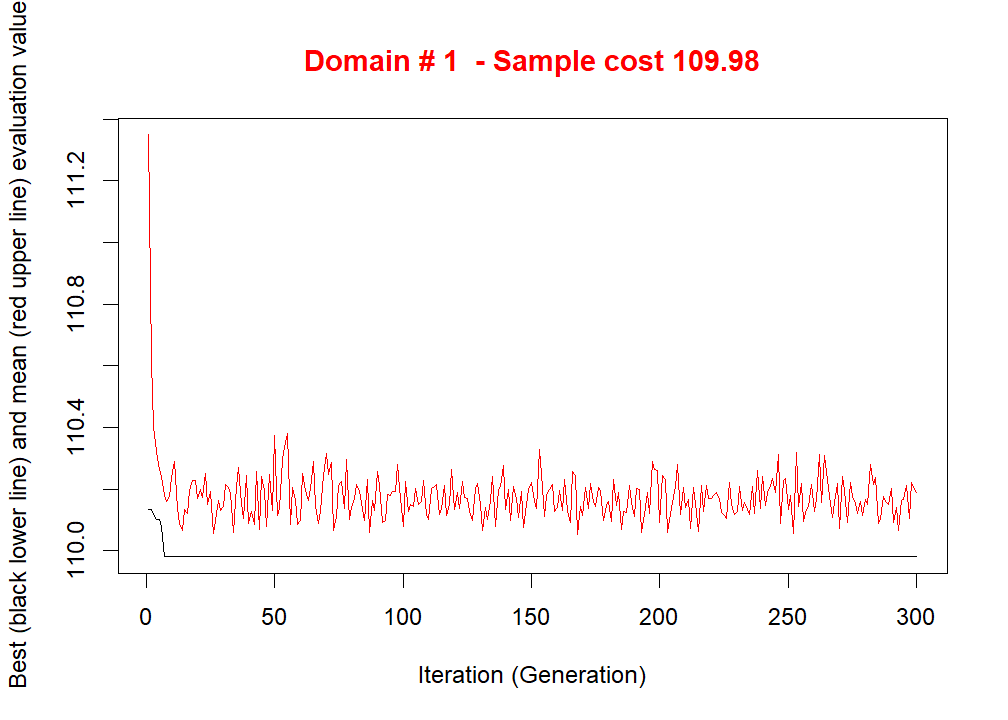 Domain # 1  - Sample cost 109.98
Best (black lower line) and mean (red upper line) evaluation value
111.2
110.8
110.4
110.0
0 50 100 150 200 250 300
Iteration (Generation)